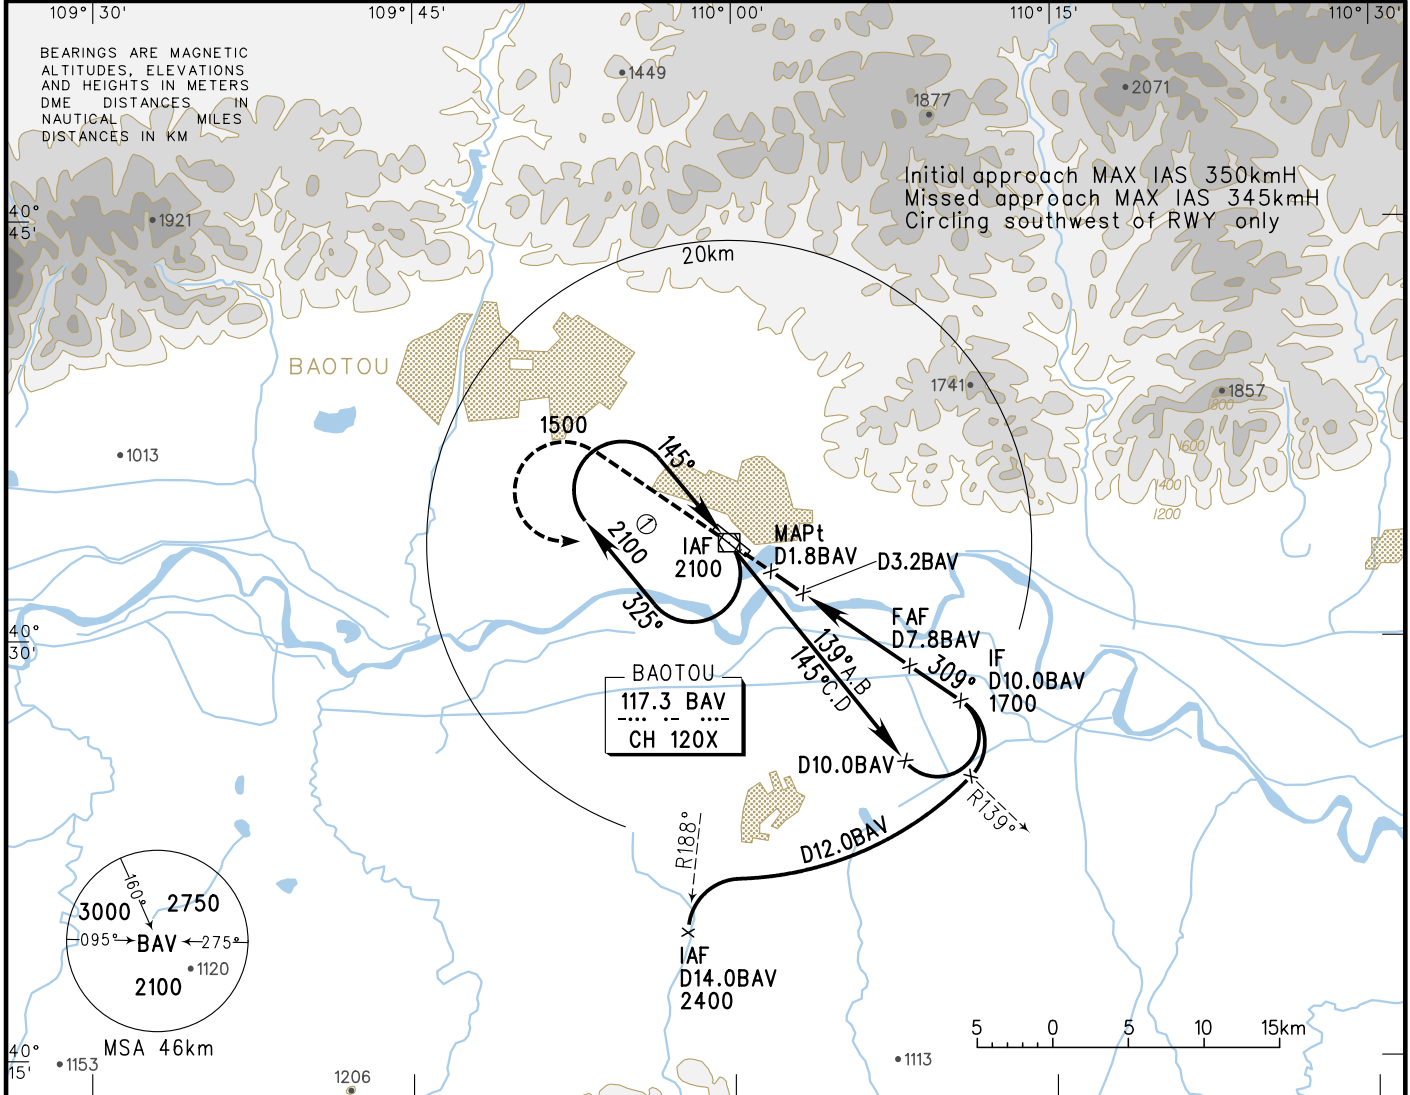 109°30'
109°45'
110°00'
110°15'
110°30'
BEARINGS ARE MAGNETIC
ALTITUDES, ELEVATIONS
AND HEIGHTS IN METERS
DME DISTANCES IN
NAUTICAL MILES
DISTANCES IN KM
1449
2071
1877
Initial approach MAX IAS 350kmH
Missed approach MAX IAS 345kmH
Circling southwest of RWY only
40°
45'
1921
20km
BAOTOU
1741
1857
1800
1600
1400
1200
1500
145°
1013
1
2100
325°
IAF
2100
MAPt
D1.8BAV
D3.2BAV
FAF
D7.8BAV
309°
IF
D10.0BAV
1700
40°
30'
139°A.B
145°C.D
BAOTOU
117.3 BAV
-··· ·- ···-
CH 120X
D10.0BAV
R139°
R188°
D12.0BAV
IAF
D14.0BAV
2400
160°
3000
2750
095°
BAV
275°
1120
2100
MSA 46km
5 0 5 10 15km
40°
15'
1153
1206
1113